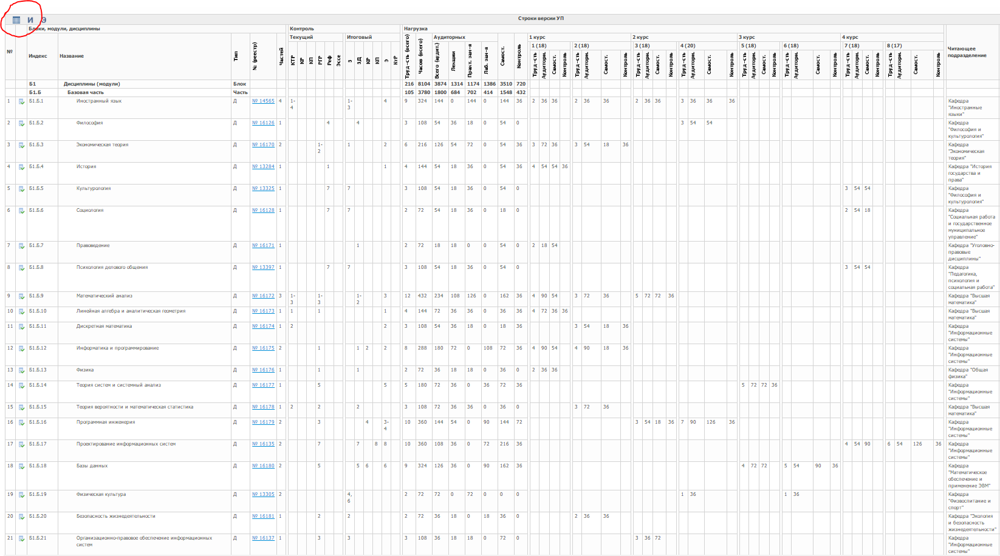 И Э
Строки версии УП
Блоки, модули, дисциплины Контроль Нагрузка
Текущий Итоговый Аудиторных 1 курс 2 курс 3 курс 4 курс
1 (18) 2 (18) 3 (18) 4 (20) 5 (18) 6 (18) 7 (18) 8 (17)
№ Индекс Название Тип № (реестр) Частей КТР КР КП РГР Реф Эссе З ЗД КР КП Э КтР Труд-сть (всего) Часов (всего) Всего (аудит.) Лекции Практ. зан-я Лаб. зан-я Самост. Контроль Труд-сть Аудиторн. Самост. Контроль Труд-сть Аудиторн. Самост. Контроль Труд-сть Аудиторн. Самост. Контроль Труд-сть Аудиторн. Самост. Контроль Труд-сть Аудиторн. Самост. Контроль Труд-сть Аудиторн. Самост. Контроль Труд-сть Аудиторн. Самост. Контроль Труд-сть Аудиторн. Самост. Контроль Читающее
подразделение
Б1 Дисциплины (модули) Блок 216 8104 3874 1314 1174 1386 3510 720
Б1.Б Базовая часть Часть 105 3780 1800 684 702 414 1548 432
1 Б1.Б.1 Иностранный язык Д № 14565 4 1- 1- 4 9 324 144 0 144 0 144 36 2 36 36 2 36 36 2 36 36 3 36 36 36 Кафедра
4 3 "Иностранные
языки"
2 Б1.Б.2 Философия Д № 16126 1 4 4 3 108 54 36 18 0 54 0 3 54 54 Кафедра
"Философия и
культурология"
3 Б1.Б.3 Экономическая теория Д № 16170 2 1- 1 2 6 216 126 54 72 0 54 36 3 72 36 3 54 18 36 Кафедра
2 "Экономическая
теория"
4 Б1.Б.4 История Д № 13284 1 1 1 4 144 54 18 36 0 54 36 4 54 54 36 Кафедра "История
государства и
права"
5 Б1.Б.5 Культурология Д № 13325 1 7 7 3 108 54 18 36 0 54 0 3 54 54 Кафедра
"Философия и
культурология"
6 Б1.Б.6 Социология Д № 16128 1 7 7 2 72 54 18 36 0 18 0 2 54 18 Кафедра
"Социальная работа
и государственное
муниципальное
управление"
7 Б1.Б.7 Правоведение Д № 16171 1 1 2 72 18 18 0 0 54 0 2 18 54 Кафедра "Уголовно-
правовые
дисциплины"
8 Б1.Б.8 Психология делового общения Д № 13397 1 7 7 3 108 54 18 36 0 54 0 3 54 54 Кафедра
"Педагогика,
психология и
социальная работа"
9 Б1.Б.9 Математический анализ Д № 16172 3 1- 1- 1- 3 12 432 234 108 126 0 162 36 4 90 54 3 72 36 5 72 72 36 Кафедра "Высшая
3 3 2 математика"
10 Б1.Б.10 Линейная алгебра и аналитическая геометрия Д № 16173 1 1 1 1 4 144 72 36 36 0 36 36 4 72 36 36 Кафедра "Высшая
математика"
11 Б1.Б.11 Дискретная математика Д № 16174 1 2 2 3 108 54 36 18 0 18 36 3 54 18 36 Кафедра
"Информационные
системы"
12 Б1.Б.12 Информатика и программирование Д № 16175 2 1 1 2 2 8 288 180 72 0 108 72 36 4 90 54 4 90 18 36 Кафедра
"Информационные
системы"
13 Б1.Б.13 Физика Д № 16176 1 1 1 2 72 36 18 18 0 36 0 2 36 36 Кафедра "Общая
физика"
14 Б1.Б.14 Теория систем и системный анализ Д № 16177 1 5 5 5 180 72 36 0 36 72 36 5 72 72 36 Кафедра
"Информационные
системы"
15 Б1.Б.15 Теория вероятности и математическая статистика Д № 16178 1 2 2 2 3 108 72 36 36 0 36 0 3 72 36 Кафедра "Высшая
математика"
16 Б1.Б.16 Программная инженерия Д № 16179 2 3 4 3- 10 360 144 54 0 90 144 72 3 54 18 36 7 90 126 36 Кафедра
4 "Информационные
системы"
17 Б1.Б.17 Проектирование информационных систем Д № 16135 2 7 7 8 8 10 360 108 36 0 72 216 36 4 54 90 6 54 126 36 Кафедра
"Информационные
системы"
18 Б1.Б.18 Базы данных Д № 16180 2 5 5 6 6 9 324 126 36 0 90 162 36 4 72 72 5 54 90 36 Кафедра
"Математическое
обеспечение и
применение ЭВМ"
19 Б1.Б.19 Физическая культура Д № 13305 2 4, 2 72 72 0 72 0 0 0 1 36 1 36 Кафедра
6 "Физвоспитание и
спорт"
20 Б1.Б.20 Безопасность жизнедеятельности Д № 16181 1 2 2 2 72 36 18 0 18 36 0 2 36 36 Кафедра "Экология
и безопасность
жизнедеятельности"
21 Б1.Б.21 Организационно-правовое обеспечение информационных Д № 16137 1 3 3 3 108 36 18 18 0 72 0 3 36 72 Кафедра
систем "Информационные
системы"